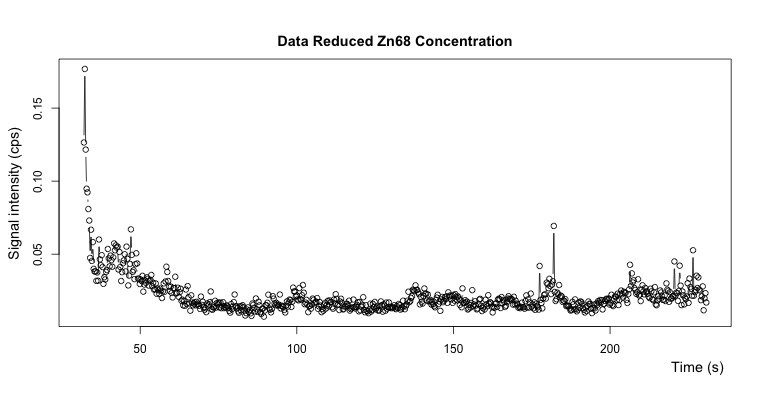 Data Reduced Zn68 Concentration
Signal intensity (cps)
0.15
0.10
0.05
50
100
150
200
Time (s)